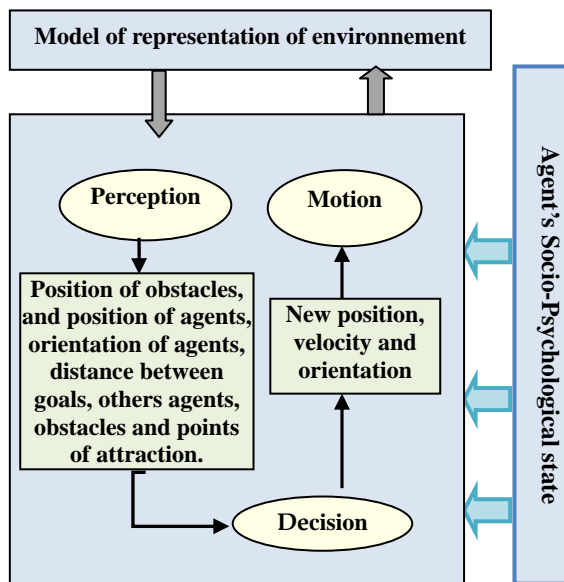 Model of representation of environnement
Perception
Motion
Position of obstacles,
and position of agents,
orientation of agents,
distance between
goals, others agents,
obstacles and points
of attraction.
New position,
velocity and
orientation
Decision
Agent's Socio-Psychological state